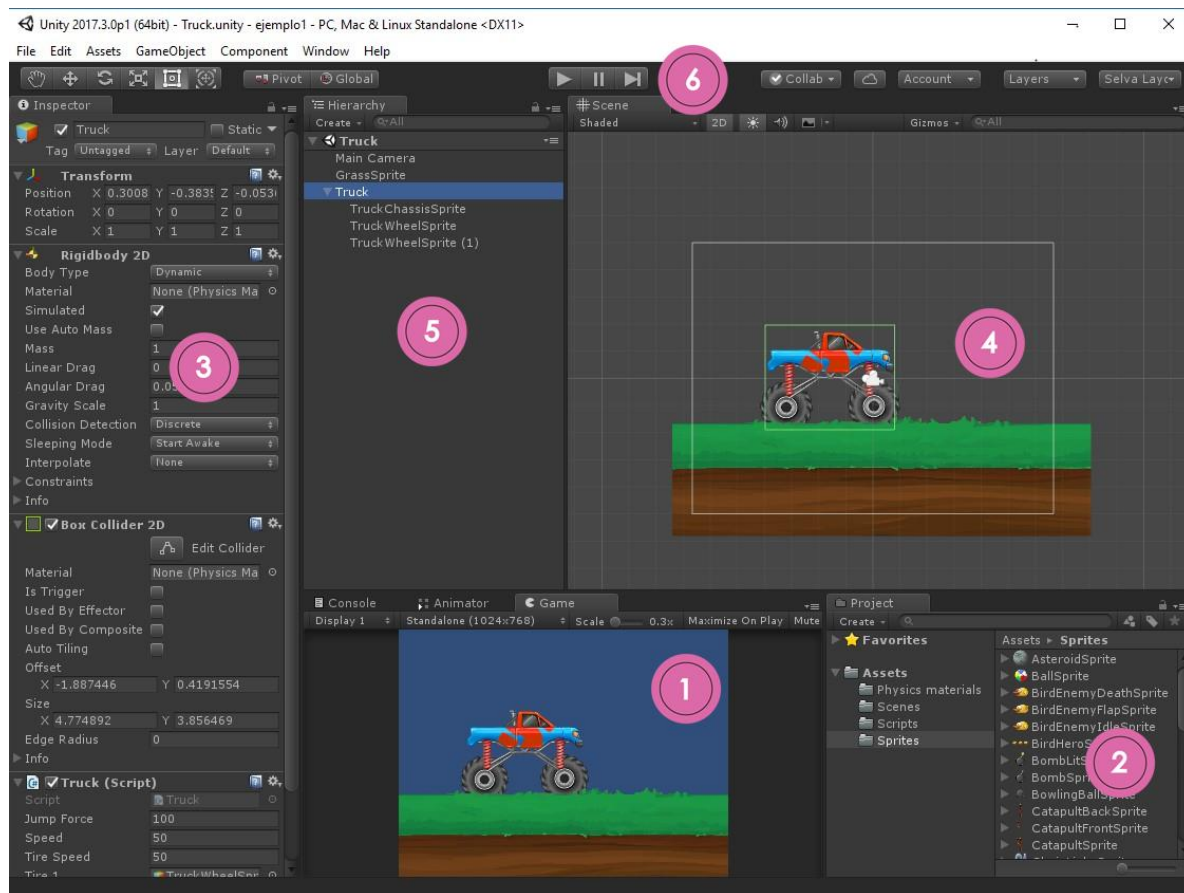 Unity 2017.3.0p1 (64bit) - Truck.unity - ejemplo1 - PC, Mac & Linux Standalone <DX11>
File Edit Assets GameObject Component Window Help
Pivot Global
6
Collab Account Layers Selva Layo
Inspector
Truck Static
Tag Untagged Layer Default
Transform
Position X 0.3008 Y -0.383 Z -0.053
Rotation X 0 Y 0 Z 0
Scale X 1 Y 1 Z 1
Rigidbody 2D
Body Type Dynamic
Material None (Physics Ma
Simulated
Use Auto Mass
Mass 1
3
Linear Drag 0
Angular Drag 0.05
Gravity Scale 1
Collision Detection Discrete
Sleeping Mode Start Awake
Interpolate None
Constraints
Info
Box Collider 2D
Edit Collider
Material None (Physics Ma
Is Trigger
Used By Effector
Used By Composite
Auto Tiling
Offset
X -1.887446 Y 0.4191554
Size
X 4.774892 Y 3.856469
Edge Radius 0
Info
Truck (Script)
Script Truck
Jump Force 100
Speed 50
Tire Speed 50
Tire 1 TruckWheelSpr
Hierarchy
Create All
Truck
Main Camera
GrassSprite
Truck
TruckChassisSprite
TruckWheelSprite
TruckWheelSprite (1)
5
Scene
Shaded 2D Gizmos All
4
Console Animator Game
Display 1 Standalone (1024x768) Scale 0.3x Maximize On Play Mute
1
Project
Create
Favorites
Assets
Physics materials
Scenes
Scripts
Sprites
Assets Sprites
AsteroidSprite
BallSprite
BirdEnemyDeathSprite
BirdEnemyFlapSprite
BirdEnemyIdleSprite
BirdHeroS
BombLitS
2
BombSpri
BowlingBallSprite
CatapultBackSprite
CatapultFrontSprite
CatapultSprite